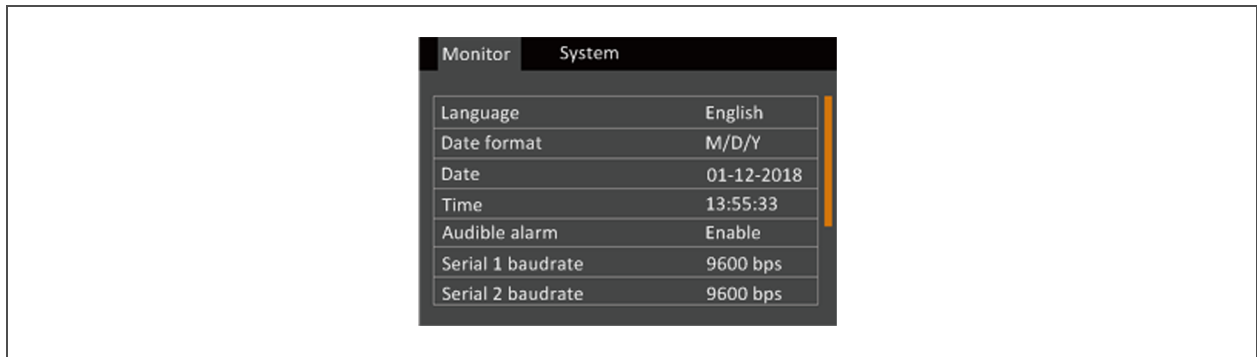 Monitor System
Language English
Date format M/D/Y
Date 01-12-2018
Time 13:55:33
Audible alarm Enable
Serial 1 baudrate 9600 bps
Serial 2 baudrate 9600 bps